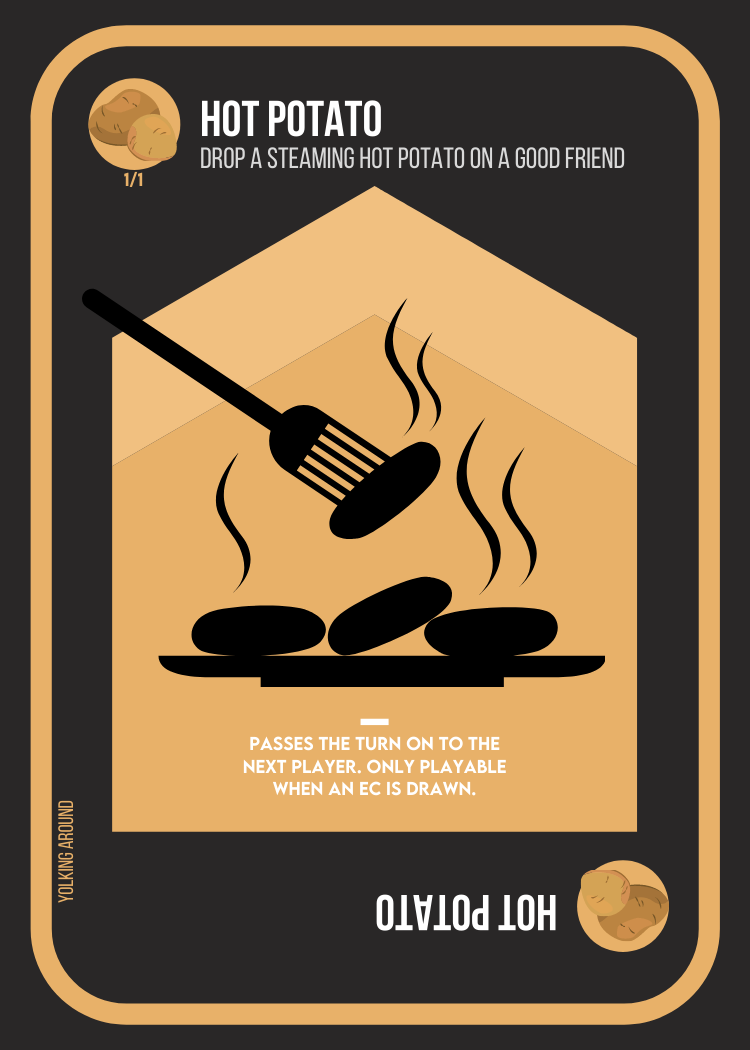 HOT POTATO
DROP A STEAMING HOT POTATO ON A GOOD FRIEND
1/1
PASSES THE TURN ON TO THE
NEXT PLAYER. ONLY PLAYABLE
WHEN AN EC IS DRAWN.
YOLKING AROUND
HOT POTATO